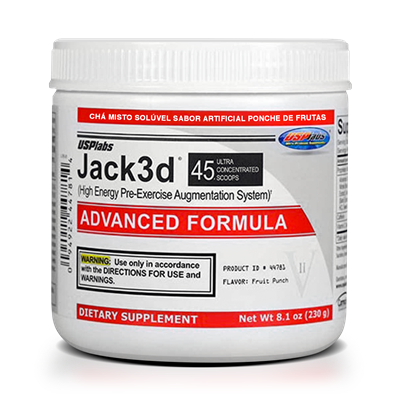 CHÁ MISTO SOLÚVEL SABOR ARTIFICIAL PONCHE DE FRUTAS
USPlabs
Jack3d®
45 ULTRA
CONCENTRATED
SCOOPS
USPlabs
(High Energy Pre-Exercise Augmentation System)†
ADVANCED FORMULA
WARNING: Use only in accordance
with the DIRECTIONS FOR USE and
WARNINGS.
PRODUCT ID # 44781
FLAVOR: Fruit Punch
V II
DIETARY SUPPLEMENT
Net Wt 8.1 oz (230 g)